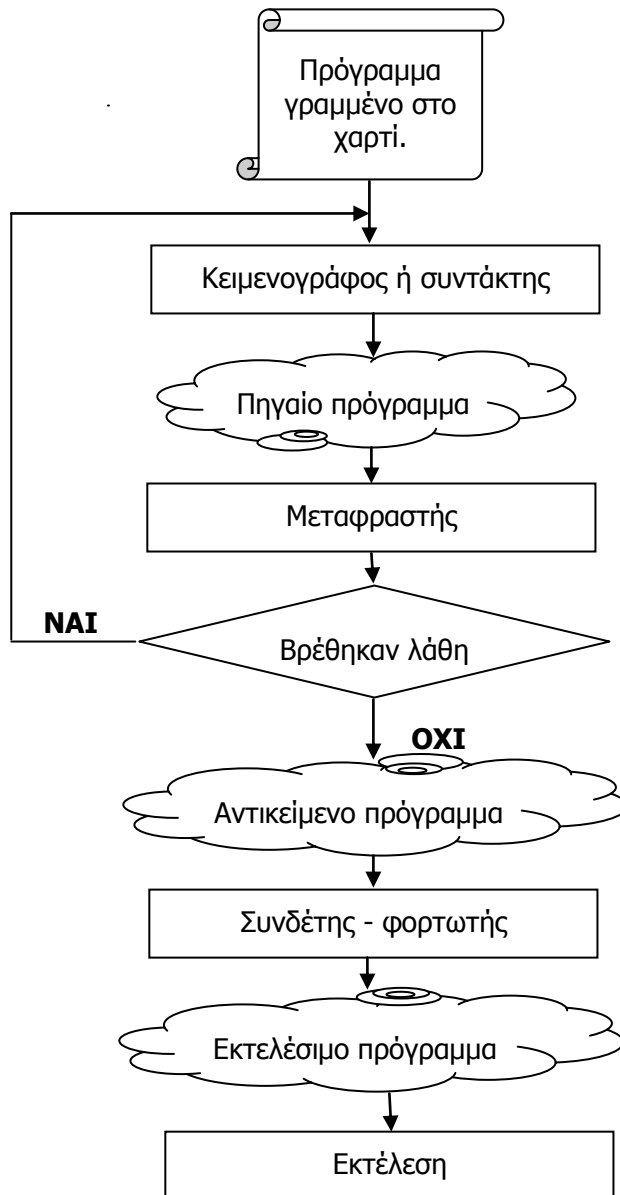 Πρόγραμμα
γραμμένο στο
χαρτί.
Κειμενογράφος ή συντάκτης
Πηγαίο πρόγραμμα
Μεταφραστής
ΝΑΙ
Βρέθηκαν λάθη
ΟΧΙ
Αντικείμενο πρόγραμμα
Συνδέτης - φορτωτής
Εκτελέσιμο πρόγραμμα
Εκτέλεση